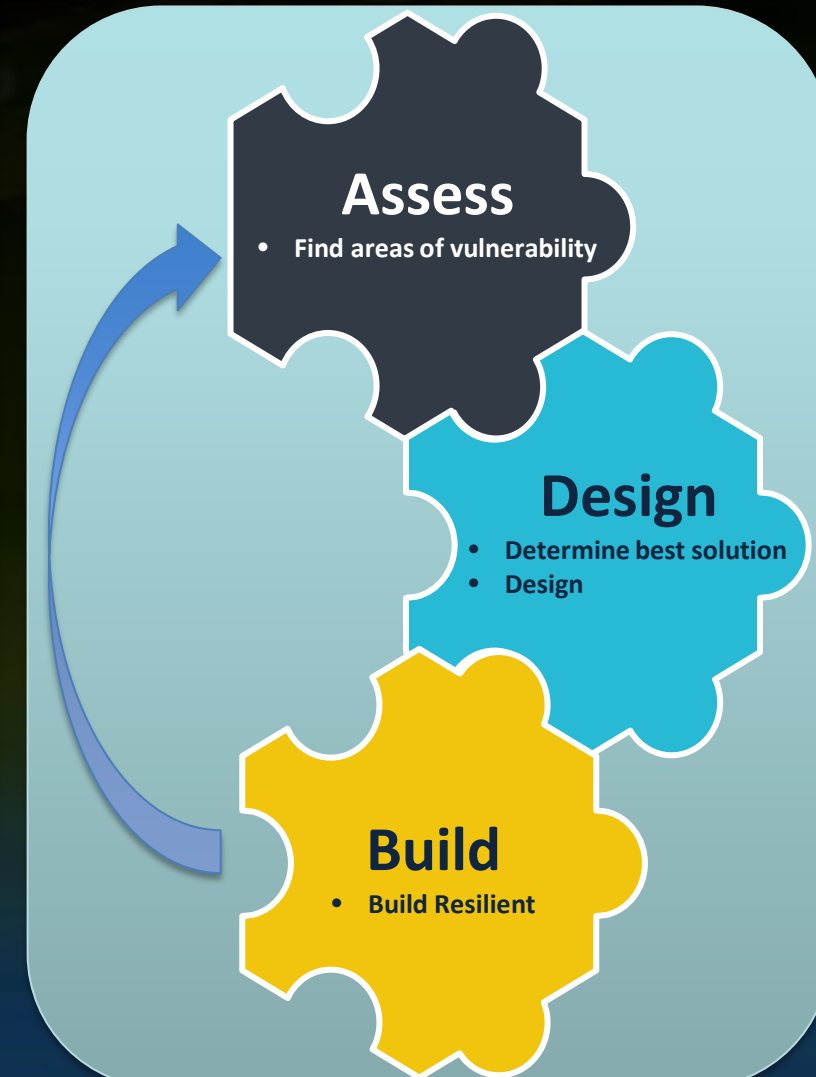 Assess
• Find areas of vulnerability
Design
• Determine best solution
• Design
Build
• Build Resilient